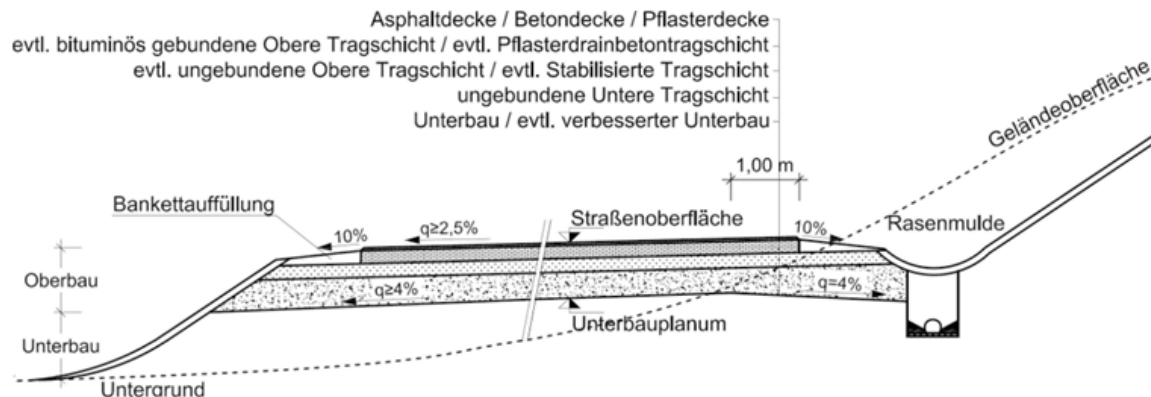 Asphaltdecke / Betondecke / Pflasterdecke
evtl. bituminös gebundene Obere Tragschicht / evtl. Pflasterdrainbetontragschicht
evtl. ungebundene Obere Tragschicht / evtl. Stabilisierte Tragschicht
ungebundene Untere Tragschicht
Unterbau / evtl. verbesserter Unterbau
Geländeoberfläche
1,00 m
Bankettauffüllung
Straßenoberfläche
Rasenmulde
10%
q≥2,5%
10%
Oberbau
q≥4%
q=4%
Unterbauplanum
Unterbau
Untergrund